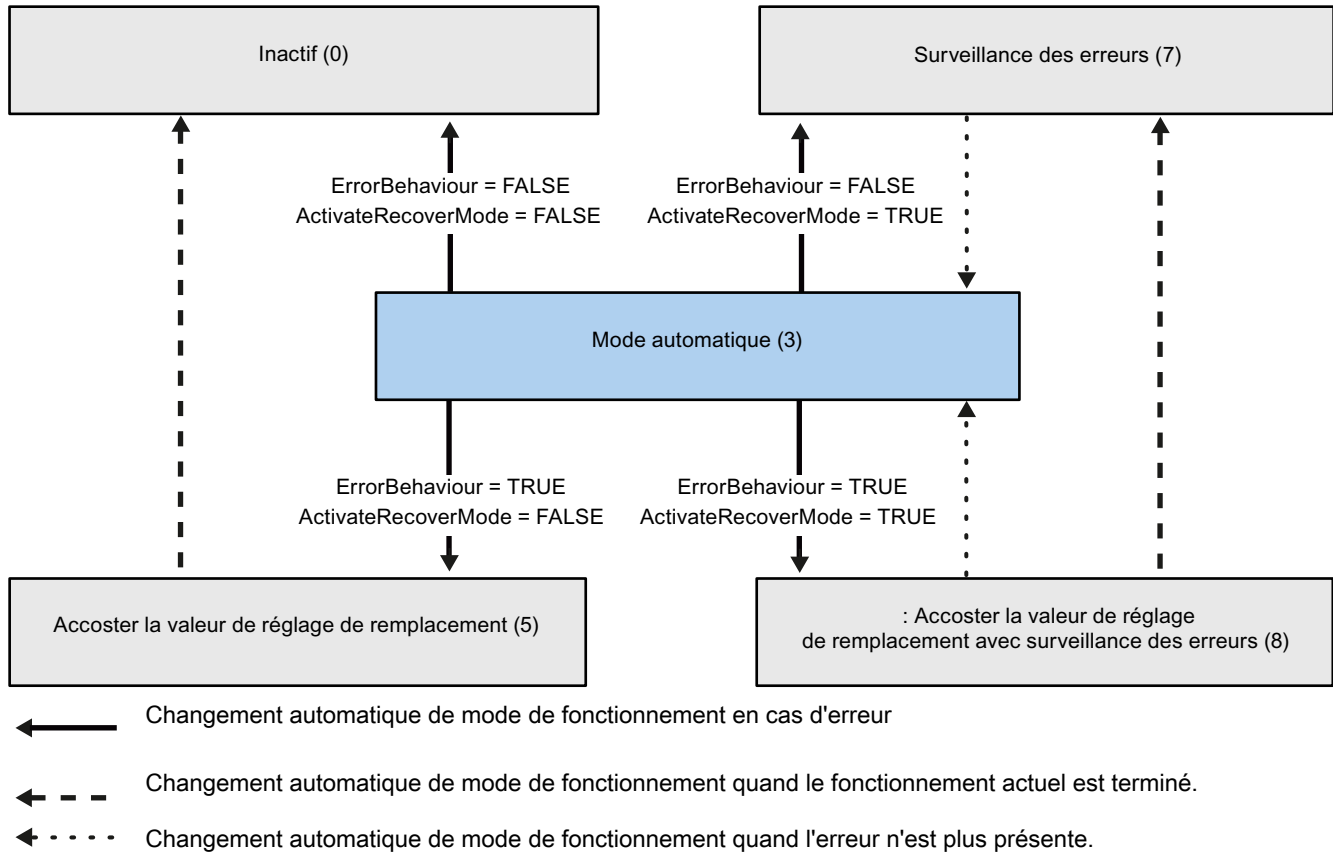 Inactif (0)
Surveillance des erreurs (7)
ErrorBehaviour = FALSE
ActivateRecoverMode = FALSE
ErrorBehaviour = FALSE
ActivateRecoverMode = TRUE
Mode automatique (3)
ErrorBehaviour = TRUE
ActivateRecoverMode = FALSE
ErrorBehaviour = TRUE
ActivateRecoverMode = TRUE
Accoster la valeur de réglage de remplacement (5)
: Accoster la valeur de réglage
de remplacement avec surveillance des erreurs (8)
Changement automatique de mode de fonctionnement en cas d'erreur
Changement automatique de mode de fonctionnement quand le fonctionnement actuel est terminé.
Changement automatique de mode de fonctionnement quand l'erreur n'est plus présente.